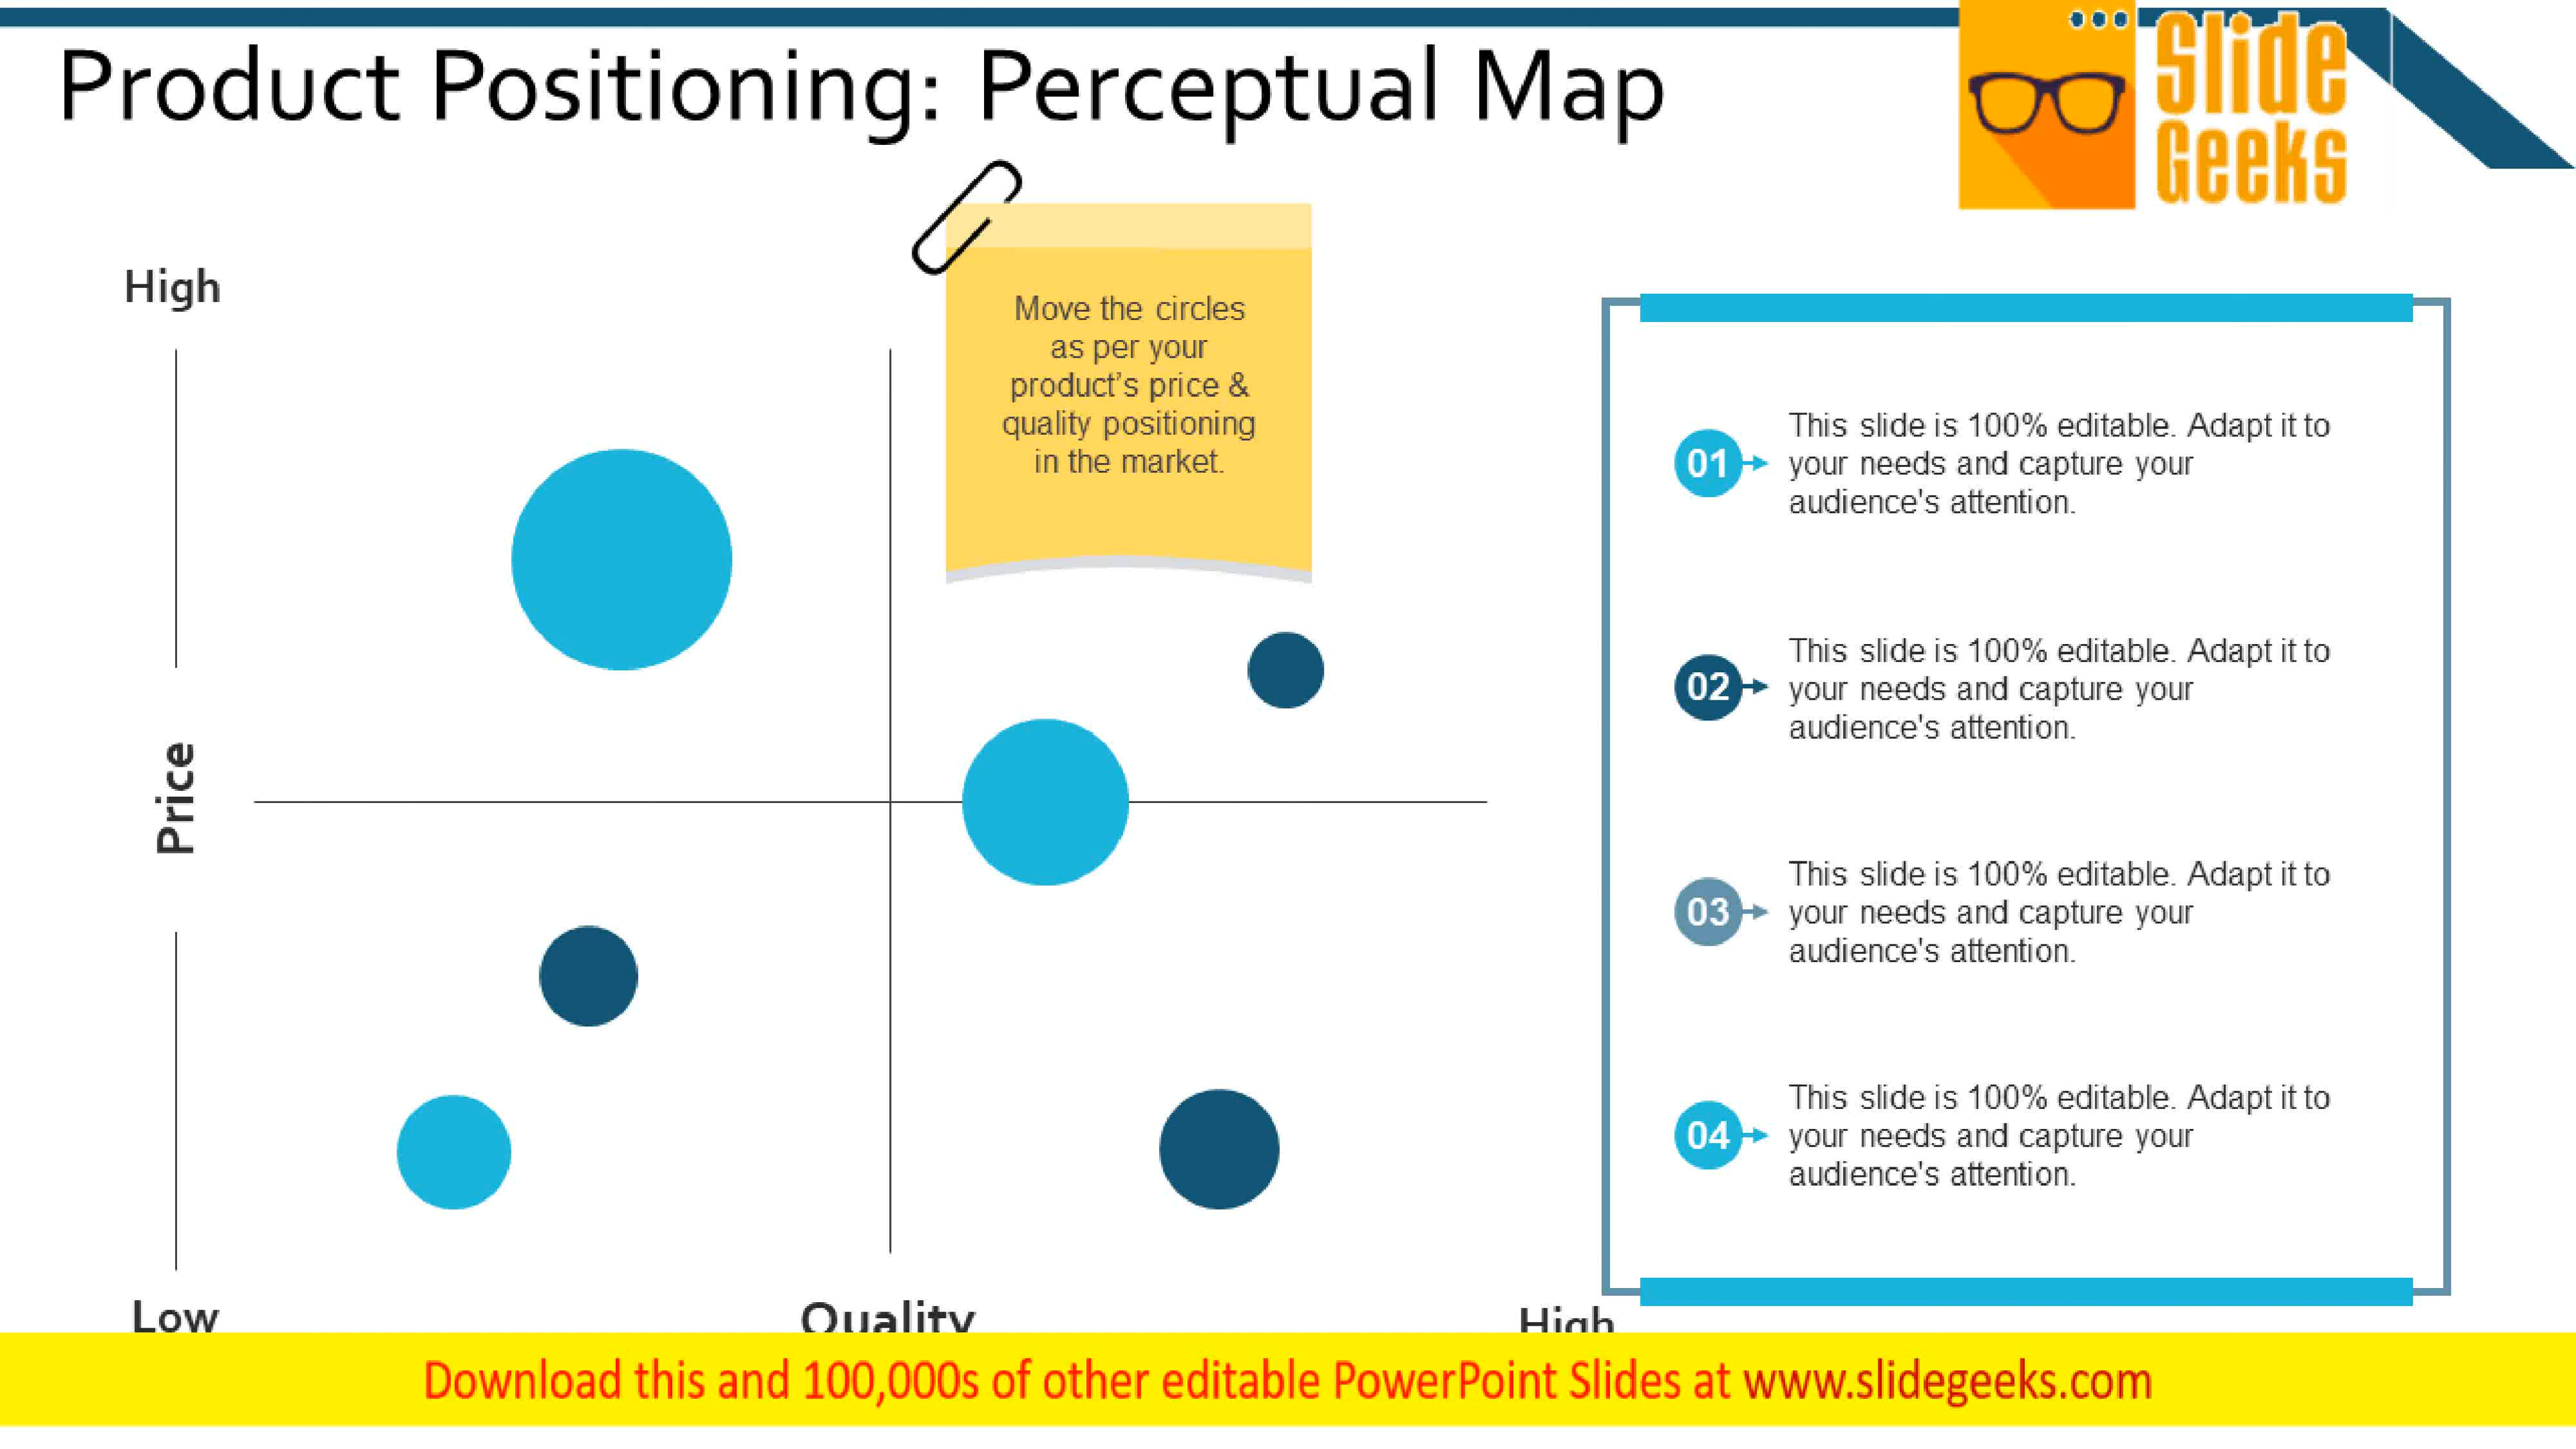 Product Positioning: Perceptual Map
Slide
Geeks
High
Move the circles
as per your
product's price &
quality positioning
in the market.
Price
Low
Quality
High
01
This slide is 100% editable. Adapt it to
your needs and capture your
audience's attention.
02
This slide is 100% editable. Adapt it to
your needs and capture your
audience's attention.
03
This slide is 100% editable. Adapt it to
your needs and capture your
audience's attention.
04
This slide is 100% editable. Adapt it to
your needs and capture your
audience's attention.
Download this and 100,000s of other editable PowerPoint Slides at www.slidegeeks.com